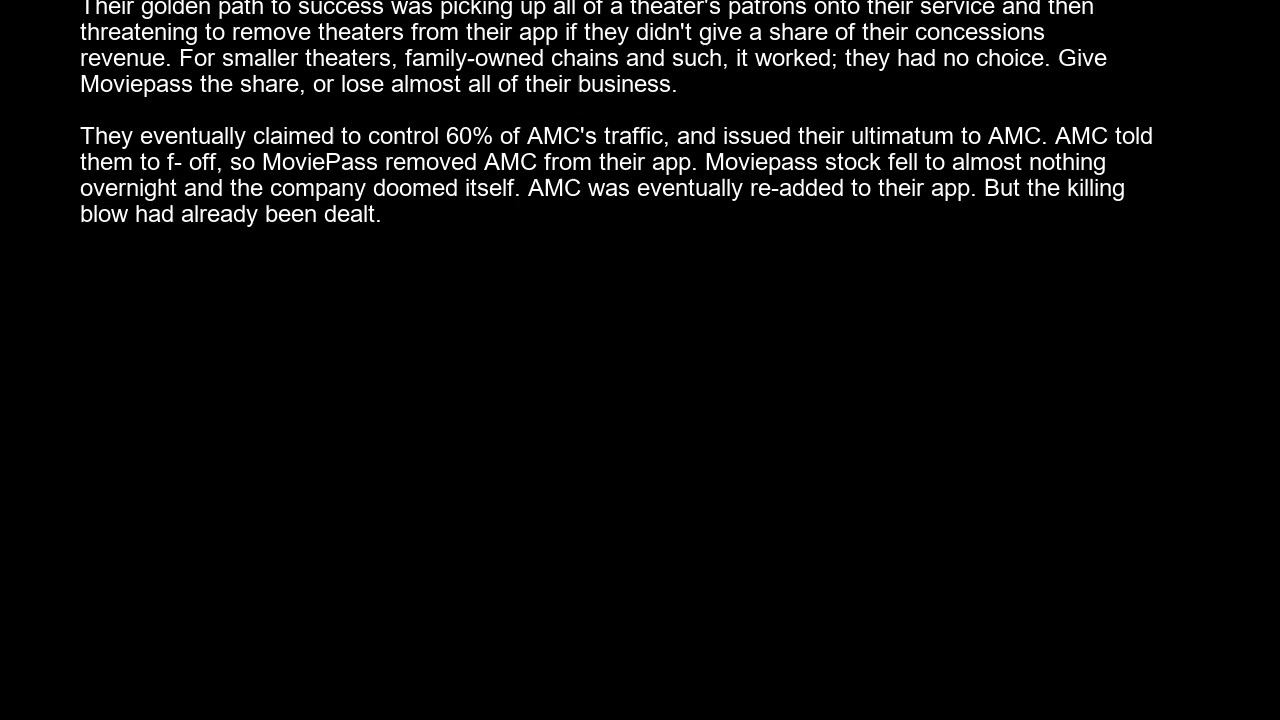 Their golden path to success was picking up all of a theater's patrons onto their service and then
threatening to remove theaters from their app if they didn't give a share of their concessions
revenue. For smaller theaters, family-owned chains and such, it worked; they had no choice. Give
Moviepass the share, or lose almost all of their business.
They eventually claimed to control 60% of AMC's traffic, and issued their ultimatum to AMC. AMC told
them to f- off, so MoviePass removed AMC from their app. Moviepass stock fell to almost nothing
overnight and the company doomed itself. AMC was eventually re-added to their app. But the killing
blow had already been dealt.